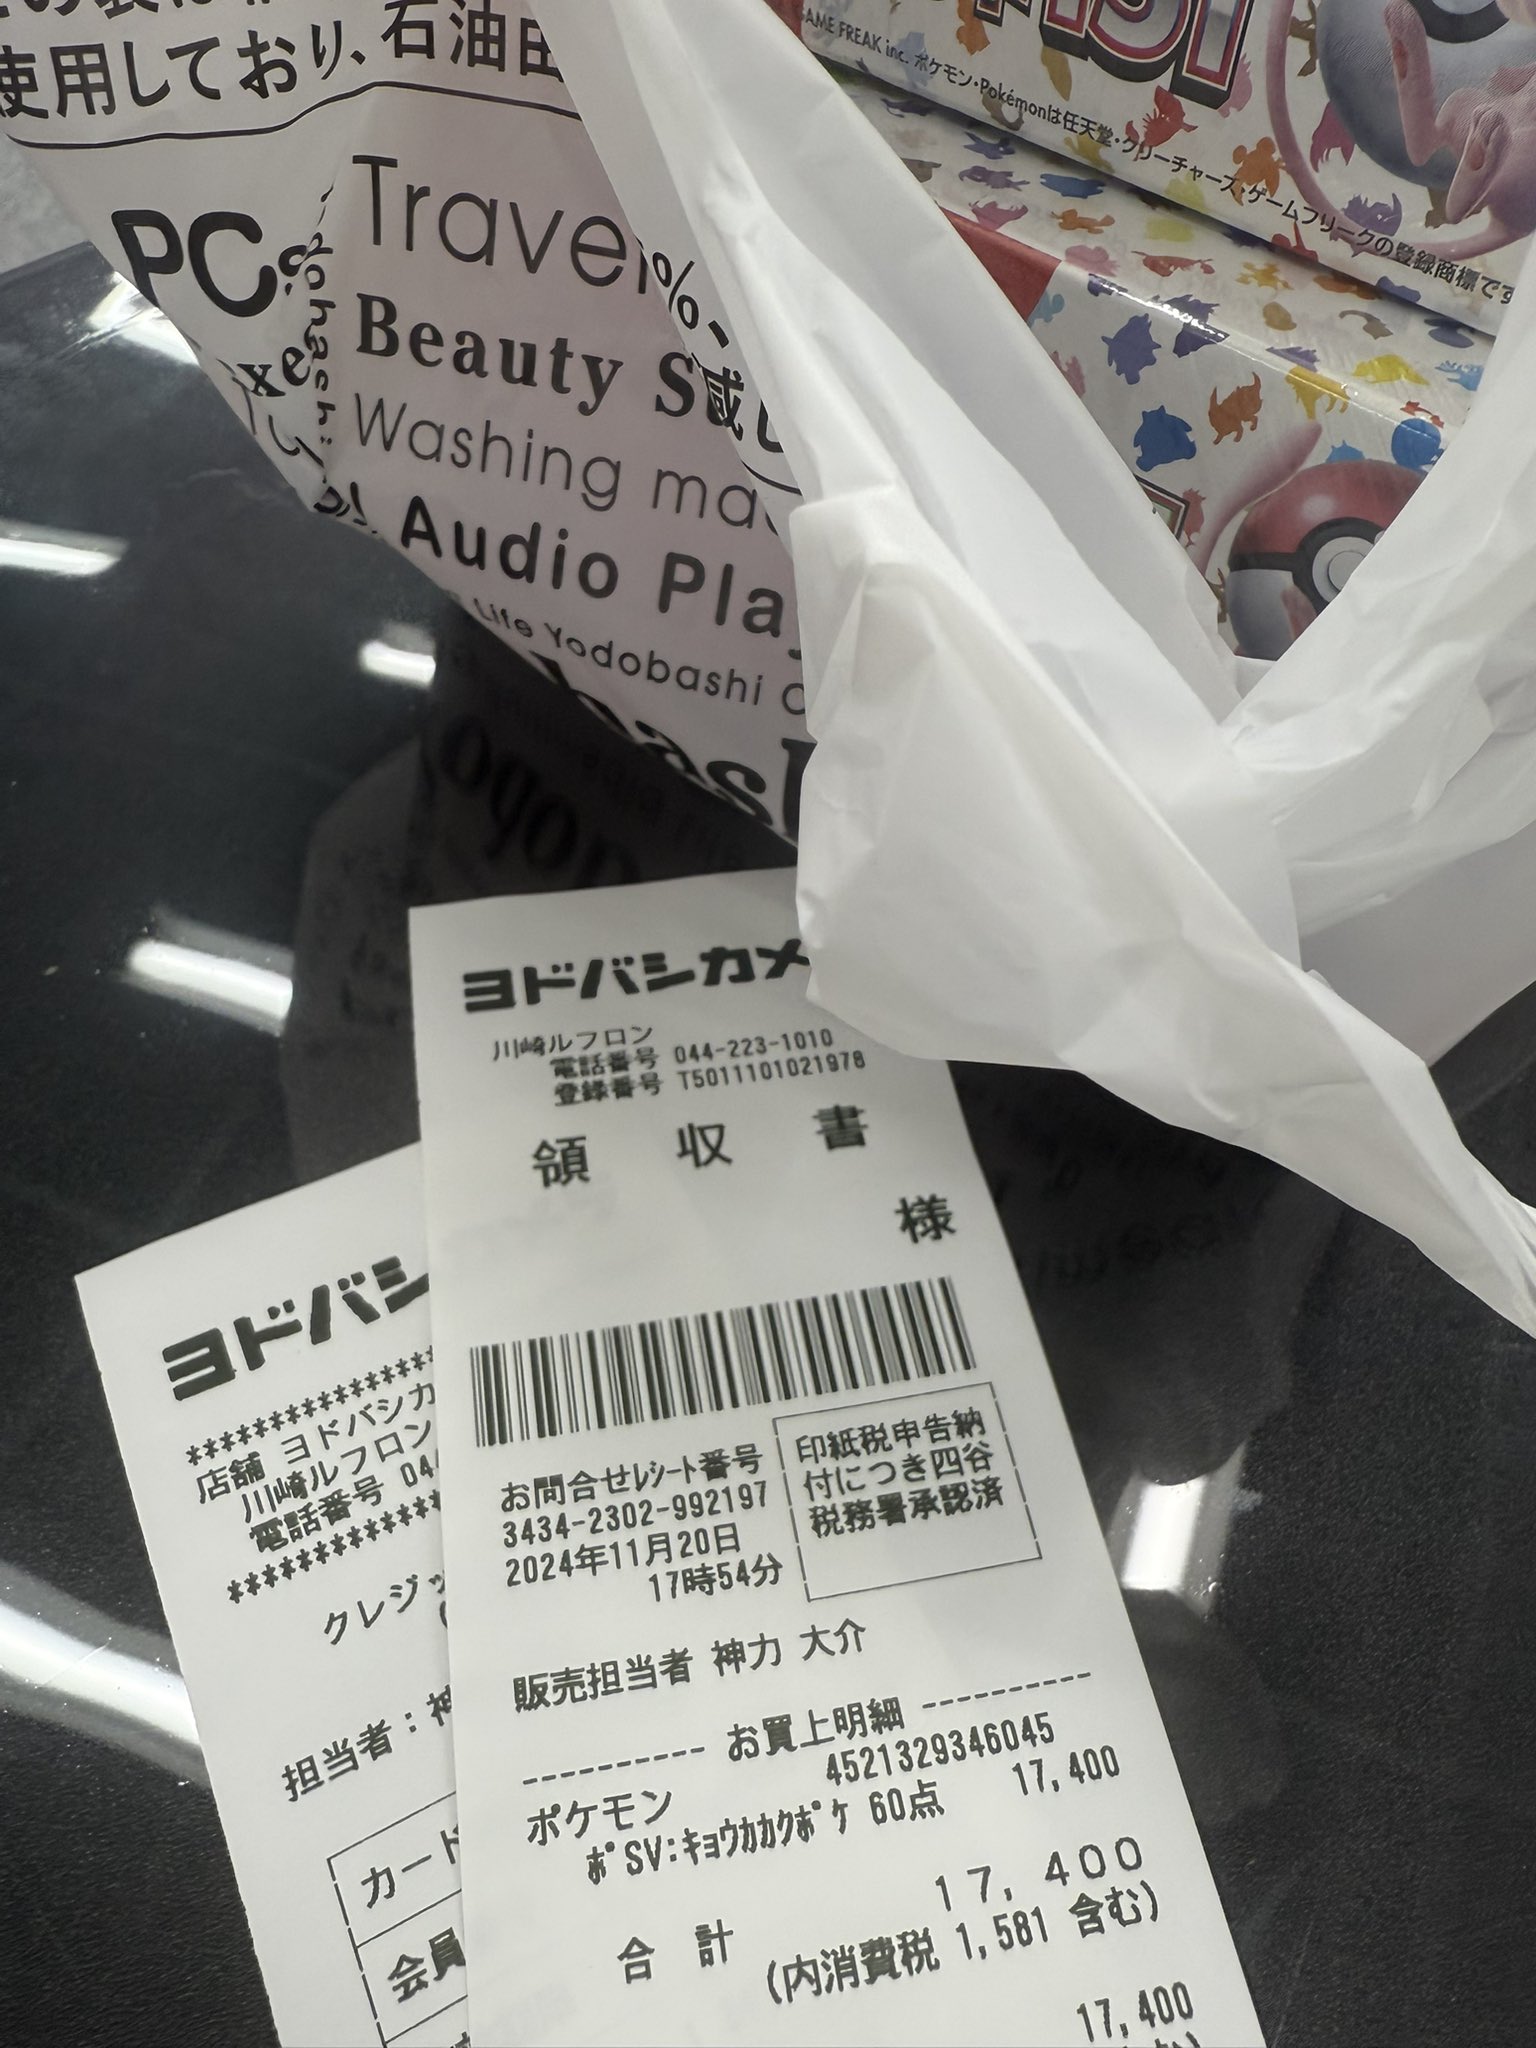 使用しており、石油由
PC
Travel
Beauty
Washing
Audio Play
Life Yodobashi
%、
減し
GAME FREAK inc.
ポケモン・Pokémonは任天堂・クリーチャーズ・ゲームフリークの登録商標です
ヨドバシカメ
川崎ルフロン
電話番号 044-223-1010
登録番号 T5011101021978
領 収 書
様
お問合せﾚｼｰﾄ番号
3434-2302-992197
2024年11月20日
17時54分
印紙税申告納
付につき四谷
税務署承認済
販売担当者 神力 大介
---------- お買上明細 ----------
4521329346045
ポケモン 17,400
ﾎﾟSV:ｷｮｳｶｶｸﾎﾟｹ 60点
17,400
合 計
(内消費税 1,581 含む)
17,400
ヨドバシ
*******************
店舗 ヨドバシカ
川崎ルフロン
電話番号 04
*******************
クレジッ
担当者:神
カード
会員